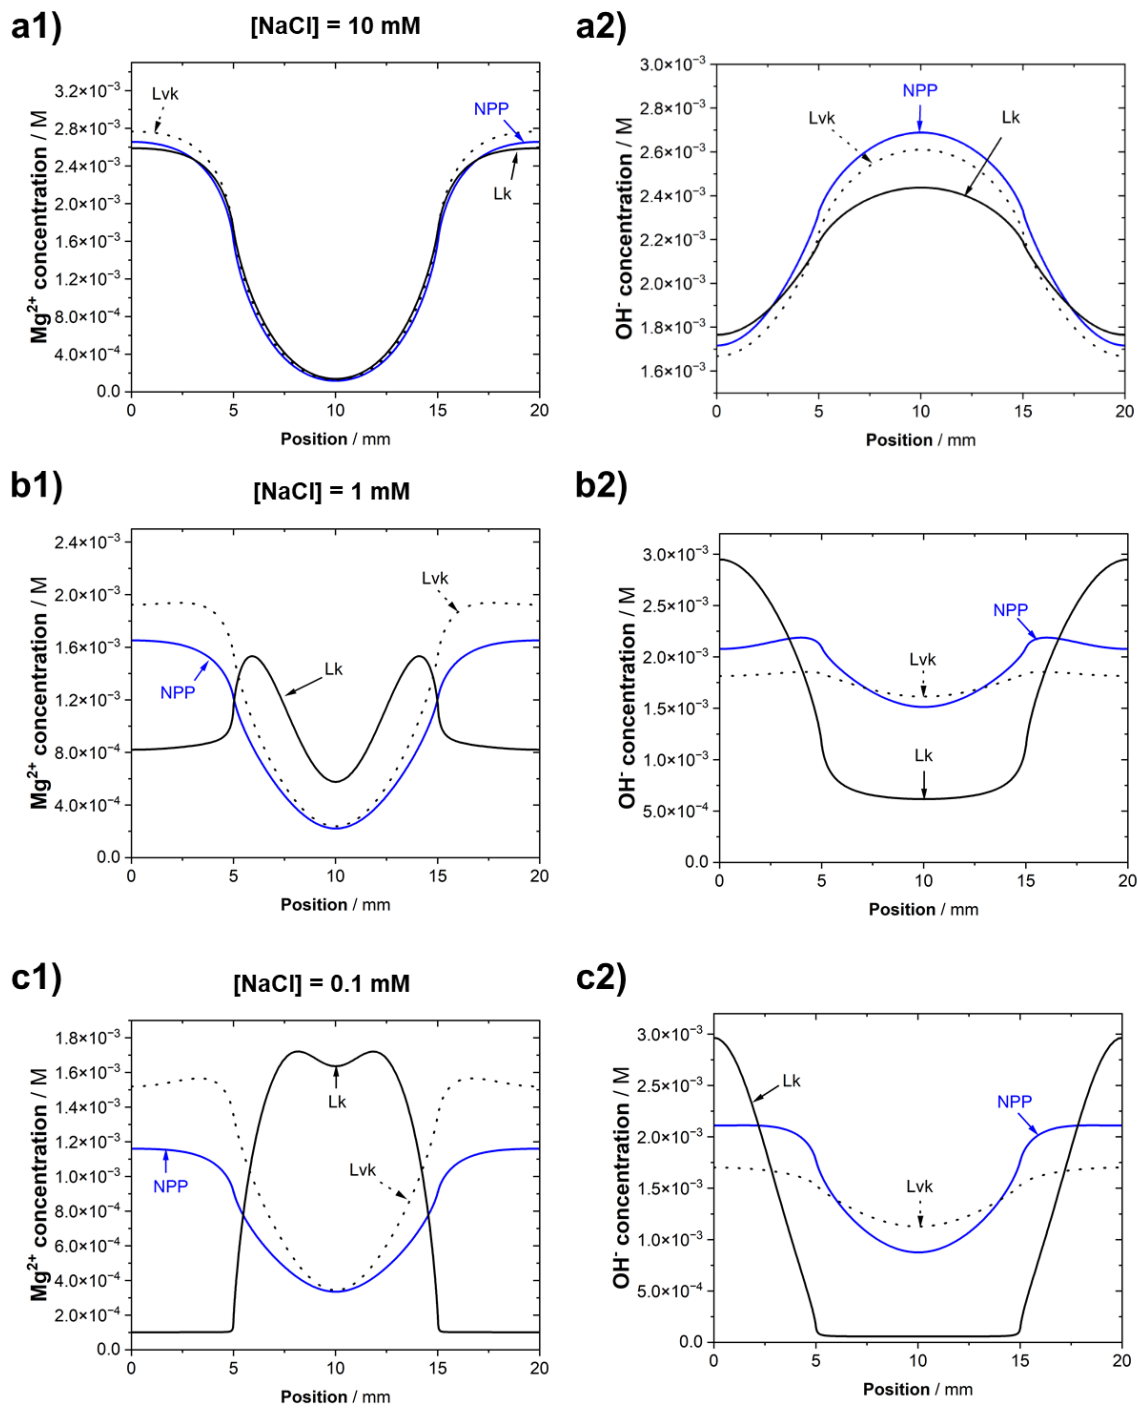 a1)
[NaCl] = 10 mM
Mg²⁺ concentration / M
3.2×10⁻³
2.8×10⁻³
2.4×10⁻³
2.0×10⁻³
1.6×10⁻³
1.2×10⁻³
8.0×10⁻⁴
4.0×10⁻⁴
0.0
Lvk
NPP
Lk
0 5 10 15 20
Position / mm
a2)
OH⁻ concentration / M
3.0×10⁻³
2.8×10⁻³
2.6×10⁻³
2.4×10⁻³
2.2×10⁻³
2.0×10⁻³
1.8×10⁻³
1.6×10⁻³
NPP
Lvk
Lk
0 5 10 15 20
Position / mm
b1)
[NaCl] = 1 mM
Mg²⁺ concentration / M
2.4×10⁻³
2.0×10⁻³
1.6×10⁻³
1.2×10⁻³
8.0×10⁻⁴
4.0×10⁻⁴
0.0
Lvk
Lk
NPP
0 5 10 15 20
Position / mm
b2)
OH⁻ concentration / M
3.0×10⁻³
2.5×10⁻³
2.0×10⁻³
1.5×10⁻³
1.0×10⁻³
5.0×10⁻⁴
0.0
NPP
Lvk
Lk
0 5 10 15 20
Position / mm
c1)
[NaCl] = 0.1 mM
Mg²⁺ concentration / M
1.8×10⁻³
1.6×10⁻³
1.4×10⁻³
1.2×10⁻³
1.0×10⁻³
8.0×10⁻⁴
6.0×10⁻⁴
4.0×10⁻⁴
2.0×10⁻⁴
0.0
Lk
Lvk
NPP
0 5 10 15 20
Position / mm
c2)
OH⁻ concentration / M
3.0×10⁻³
2.5×10⁻³
2.0×10⁻³
1.5×10⁻³
1.0×10⁻³
5.0×10⁻⁴
0.0
Lk
NPP
Lvk
0 5 10 15 20
Position / mm